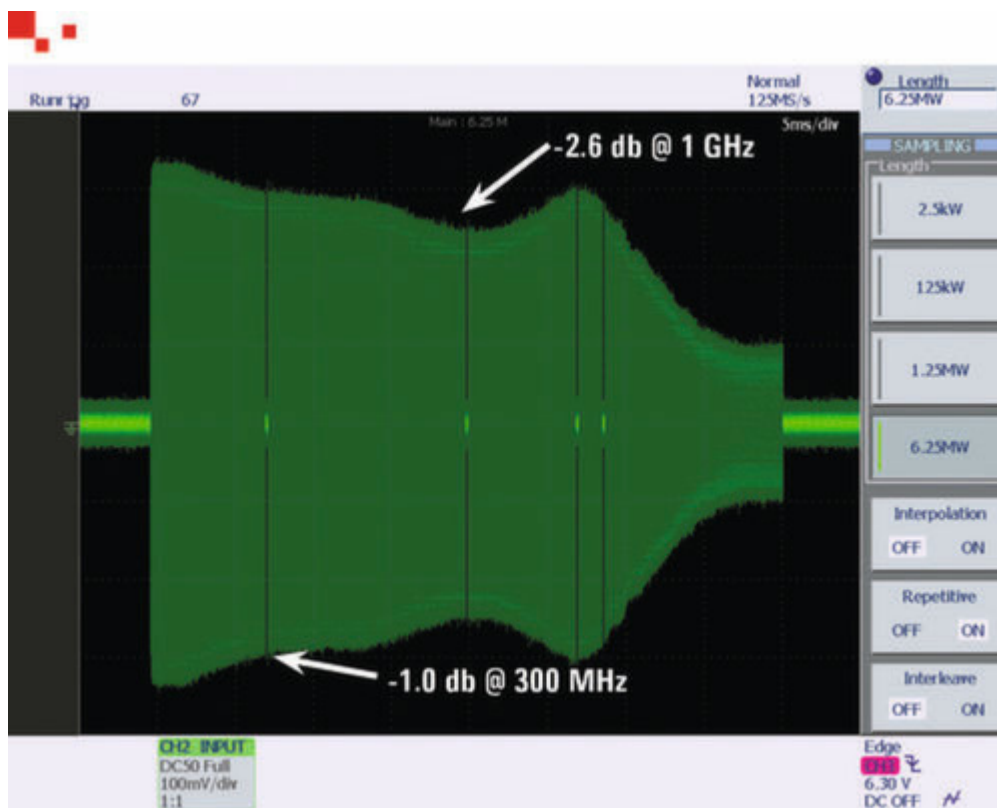 Running
67
Normal
125MS/s
Length
6.25MW
Main : 6.25 M
5ms/div
-2.6 db @ 1 GHz
SAMPLING
Length
2.5kW
125kW
1.25MW
6.25MW
Interpolation
OFF ON
Repetitive
OFF ON
-1.0 db @ 300 MHz
Interleave
OFF ON
CH2 INPUT
DC50 Full
100mV/div
1:1
Edge
6.30 V
DC OFF